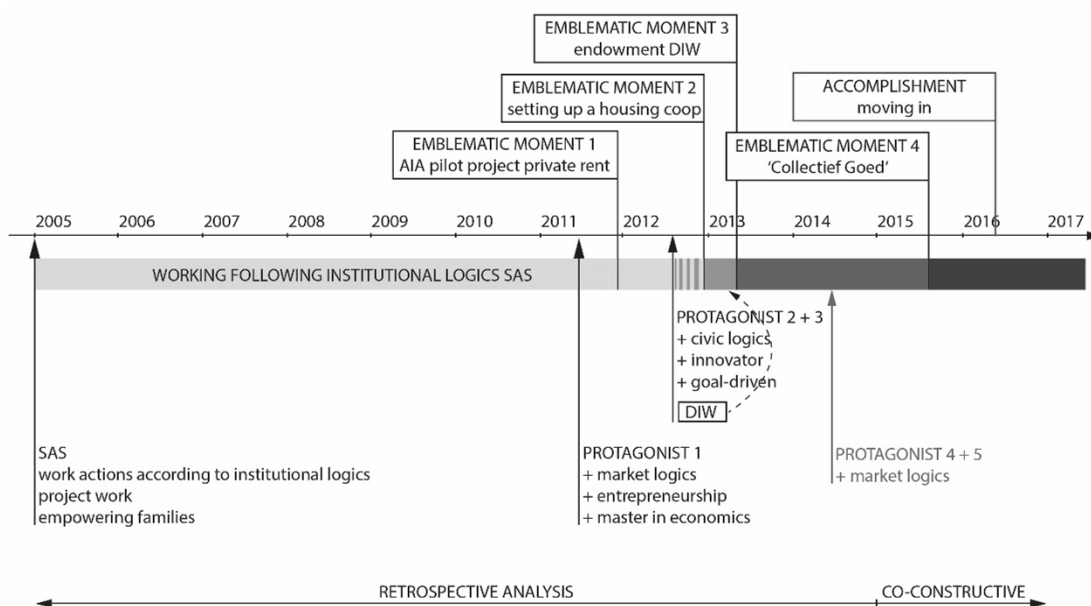 EMBLEMATIC MOMENT 3
endowment DIW
EMBLEMATIC MOMENT 2
setting up a housing coop
ACCOMPLISHMENT
moving in
EMBLEMATIC MOMENT 1
AIA pilot project private rent
EMBLEMATIC MOMENT 4
'Collectief Goed'
2005 2006 2007 2008 2009 2010 2011 2012 2013 2014 2015 2016 2017
WORKING FOLLOWING INSTITUTIONAL LOGICS SAS
PROTAGONIST 2 + 3
+ civic logics
+ innovator
+ goal-driven
DIW
SAS
work actions according to institutional logics
project work
empowering families
PROTAGONIST 1
+ market logics
+ entrepreneurship
+ master in economics
PROTAGONIST 4 + 5
+ market logics
RETROSPECTIVE ANALYSIS
CO-CONSTRUCTIVE